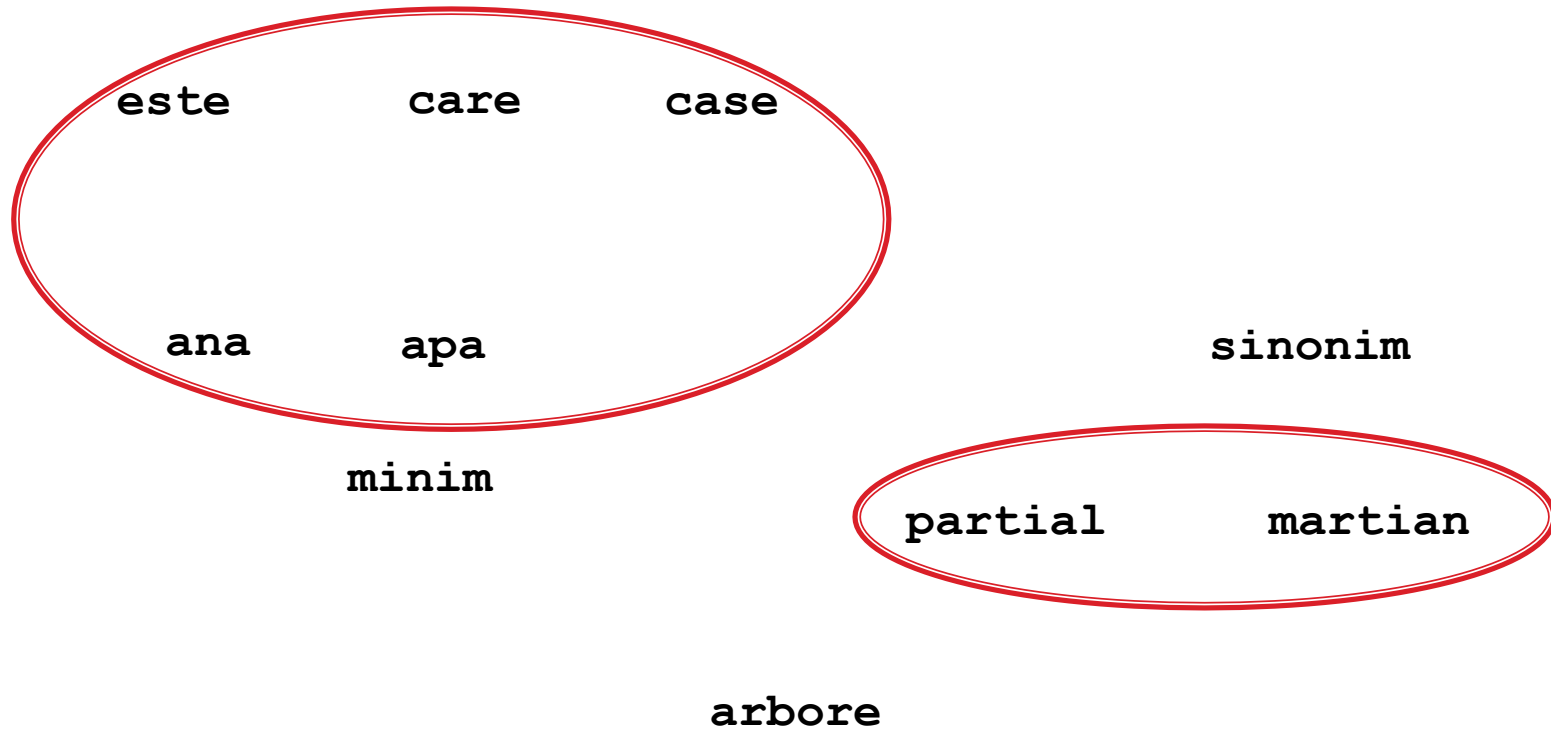 este care case
ana apa sinonim
minim
partial martian
arbore